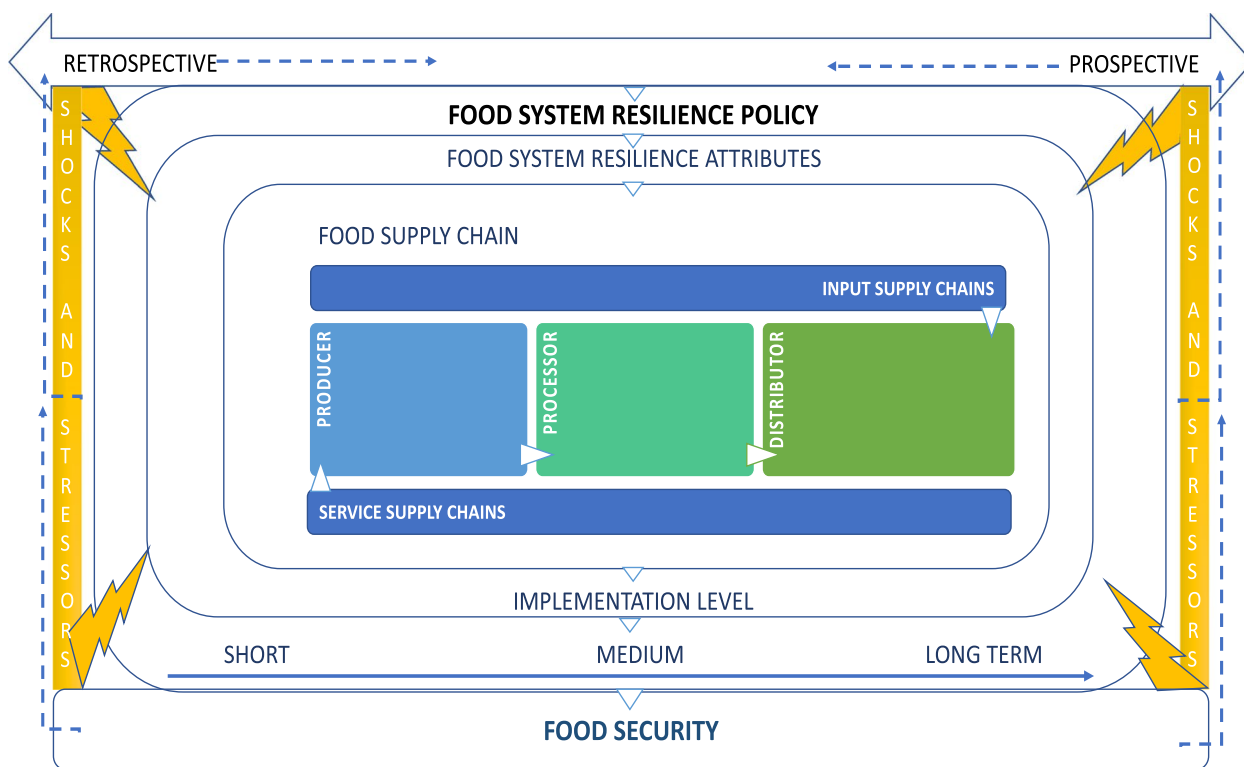 RETROSPECTIVE
PROSPECTIVE
FOOD SYSTEM RESILIENCE POLICY
FOOD SYSTEM RESILIENCE ATTRIBUTES
SHOCKS AND STRESSORS
SHOCKS AND STRESSORS
FOOD SUPPLY CHAIN
INPUT SUPPLY CHAINS
PRODUCER
PROCESSOR
DISTRIBUTOR
SERVICE SUPPLY CHAINS
IMPLEMENTATION LEVEL
SHORT
MEDIUM
LONG TERM
FOOD SECURITY